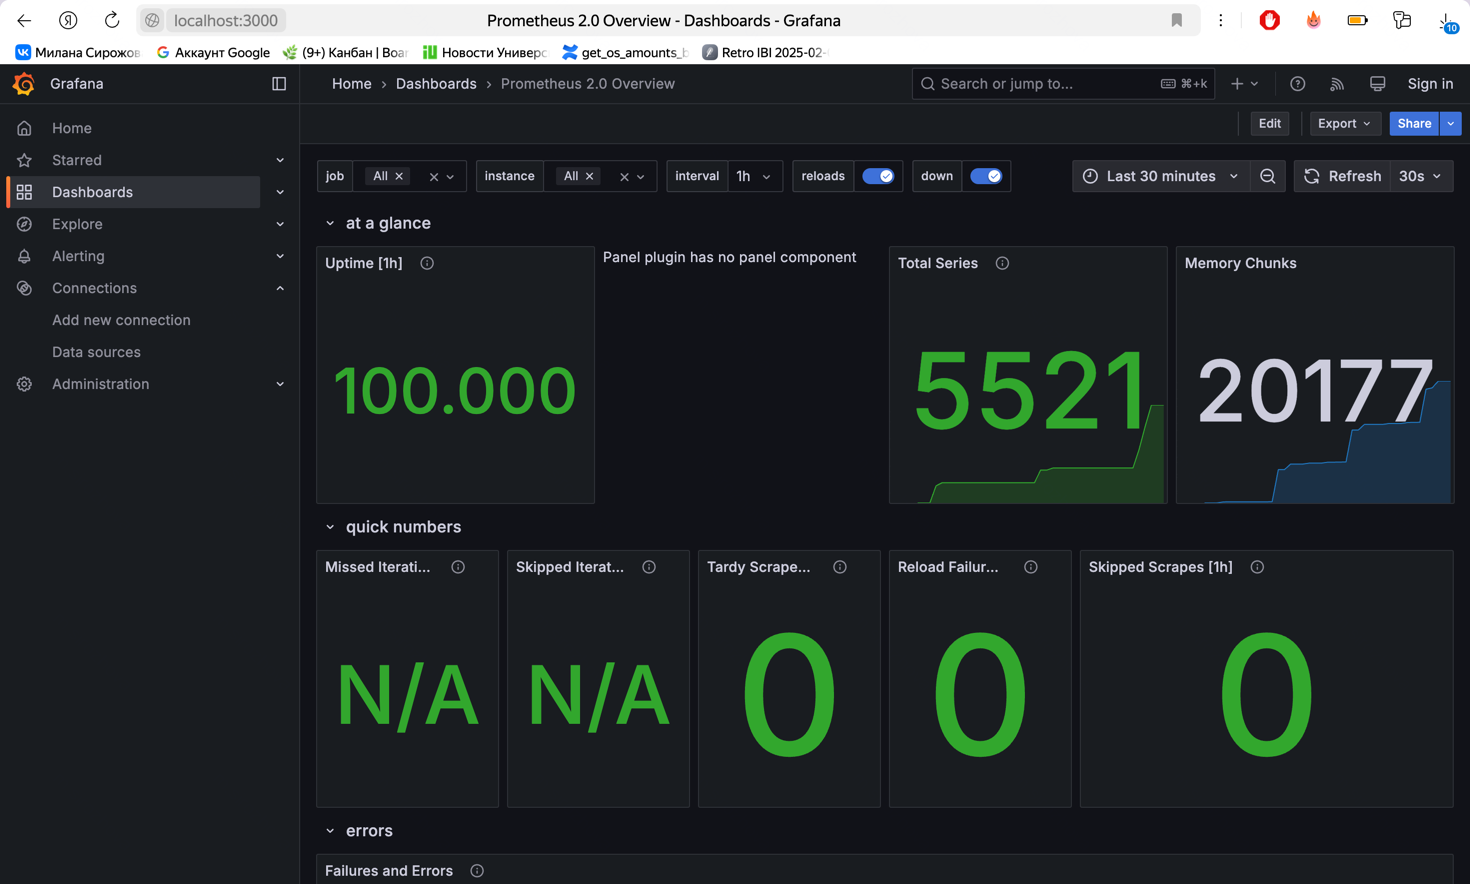 localhost:3000
Prometheus 2.0 Overview - Dashboards - Grafana
10
Милана Сирожов
Аккаунт Google
(9+) Канбан | Boar
Новости Универс
get_os_amounts_b
Retro IBI 2025-02-
Grafana
Home › Dashboards › Prometheus 2.0 Overview
Search or jump to...
⌘+k
Sign in
Edit
Export
Share
Home
Starred
Dashboards
Explore
Alerting
Connections
Add new connection
Data sources
Administration
job
All
instance
All
interval
1h
reloads
down
Last 30 minutes
Refresh
30s
at a glance
Uptime [1h]
100.000
Panel plugin has no panel component
Total Series
5521
Memory Chunks
20177
quick numbers
Missed Iterati...
N/A
Skipped Iterat...
N/A
Tardy Scrape...
0
Reload Failur...
0
Skipped Scrapes [1h]
0
errors
Failures and Errors